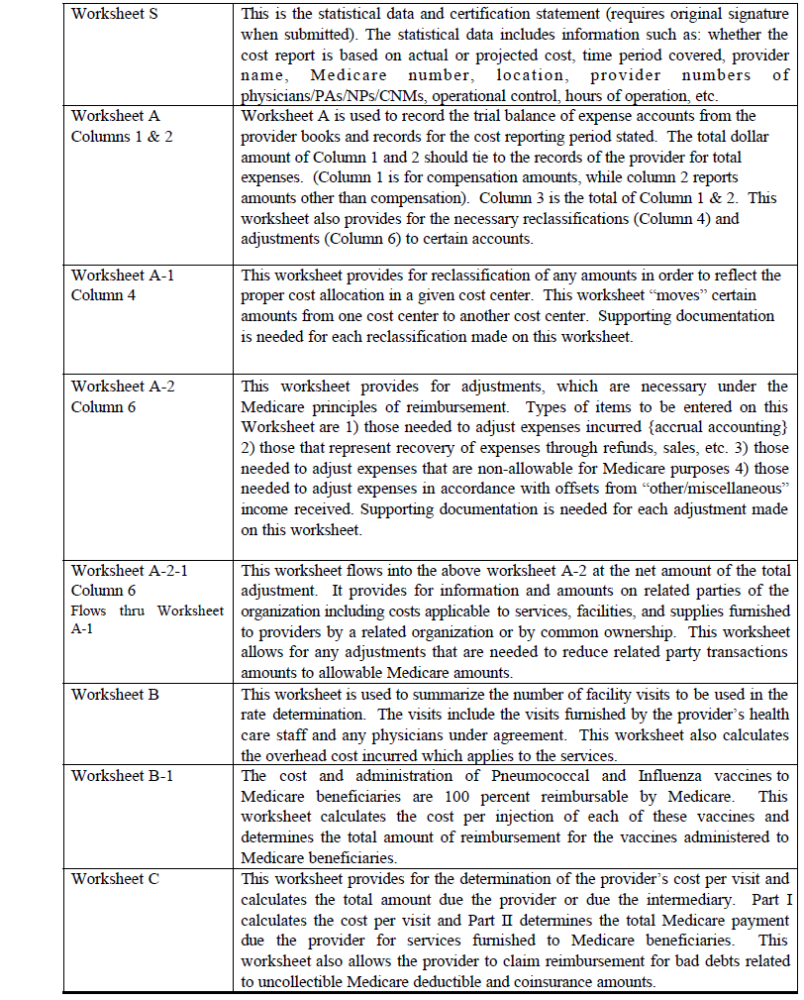 Worksheet S
This is the statistical data and certification statement (requires original signature
when submitted). The statistical data includes information such as: whether the
cost report is based on actual or projected cost, time period covered, provider
name, Medicare number, location, provider numbers of
physicians/PAs/NPs/CNMs, operational control, hours of operation, etc.
Worksheet A
Columns 1 & 2
Worksheet A is used to record the trial balance of expense accounts from the
provider books and records for the cost reporting period stated. The total dollar
amount of Column 1 and 2 should tie to the records of the provider for total
expenses. (Column 1 is for compensation amounts, while column 2 reports
amounts other than compensation). Column 3 is the total of Column 1 & 2. This
worksheet also provides for the necessary reclassifications (Column 4) and
adjustments (Column 6) to certain accounts.
Worksheet A-1
Column 4
This worksheet provides for reclassification of any amounts in order to reflect the
proper cost allocation in a given cost center. This worksheet “moves” certain
amounts from one cost center to another cost center. Supporting documentation
is needed for each reclassification made on this worksheet.
Worksheet A-2
Column 6
This worksheet provides for adjustments, which are necessary under the
Medicare principles of reimbursement. Types of items to be entered on this
Worksheet are 1) those needed to adjust expenses incurred {accrual accounting}
2) those that represent recovery of expenses through refunds, sales, etc. 3) those
needed to adjust expenses that are non-allowable for Medicare purposes 4) those
needed to adjust expenses in accordance with offsets from “other/miscellaneous”
income received. Supporting documentation is needed for each adjustment made
on this worksheet.
Worksheet A-2-1
Column 6
Flows thru Worksheet
A-1
This worksheet flows into the above worksheet A-2 at the net amount of the total
adjustment. It provides for information and amounts on related parties of the
organization including costs applicable to services, facilities, and supplies furnished
to providers by a related organization or by common ownership. This worksheet
allows for any adjustments that are needed to reduce related party transactions
amounts to allowable Medicare amounts.
Worksheet B
This worksheet is used to summarize the number of facility visits to be used in the
rate determination. The visits include the visits furnished by the provider’s health
care staff and any physicians under agreement. This worksheet also calculates
the overhead cost incurred which applies to the services.
Worksheet B-1
The cost and administration of Pneumococcal and Influenza vaccines to
Medicare beneficiaries are 100 percent reimbursable by Medicare. This
worksheet calculates the cost per injection of each of these vaccines and
determines the total amount of reimbursement for the vaccines administered to
Medicare beneficiaries.
Worksheet C
This worksheet provides for the determination of the provider’s cost per visit and
calculates the total amount due the provider or due the intermediary. Part I
calculates the cost per visit and Part II determines the total Medicare payment
due the provider for services furnished to Medicare beneficiaries. This
worksheet also allows the provider to claim reimbursement for bad debts related
to uncollectible Medicare deductible and coinsurance amounts.